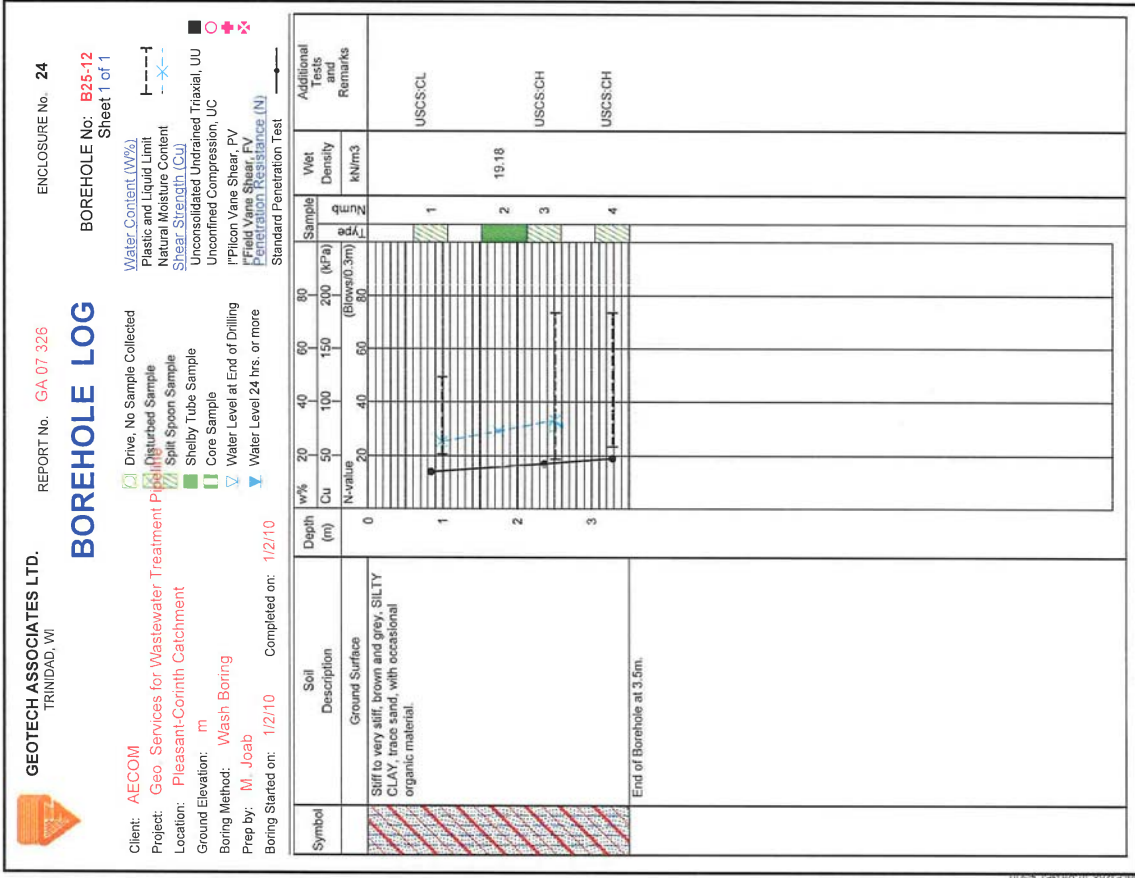 GEOTECH ASSOCIATES LTD.
TRINIDAD, WI
REPORT No. GA 07 326
ENCLOSURE No. 24
BOREHOLE LOG
BOREHOLE No: B25-12
Sheet 1 of 1
Client: AECOM
Project: Geo Services for Wastewater Treatment Pipeline
Location: Pleasant-Corinth Catchment
Ground Elevation: m
Boring Method: Wash Boring
Prep by: M. Joab
Boring Started on: 1/2/10 Completed on: 1/2/10
Drive, No Sample Collected
Disturbed Sample
Split Spoon Sample
Shelby Tube Sample
Core Sample
Water Level at End of Drilling
Water Level 24 hrs. or more
Water Content (W%)
Plastic and Liquid Limit
Natural Moisture Content
Shear Strength (Cu)
Unconsolidated Undrained Triaxial, UU
Unconfined Compression, UC
!"Pilcon Vane Shear, PV
!"Field Vane Shear, FV
Penetration Resistance (N)
Standard Penetration Test
Symbol
Soil
Description
Depth
(m)
w% 20 40 60 80
Cu 50 100 150 200 (kPa)
N-value (Blows/0.3m)
20 40 60 80
Sample
Type
Numb
Wet
Density
kN/m3
Additional
Tests
and
Remarks
Ground Surface
Stiff to very stiff, brown and grey, SILTY
CLAY, trace sand, with occasional
organic material.
End of Borehole at 3.5m.
0
1
2
3
1
2
3
4
19.18
USCS:CL
USCS:CH
USCS:CH